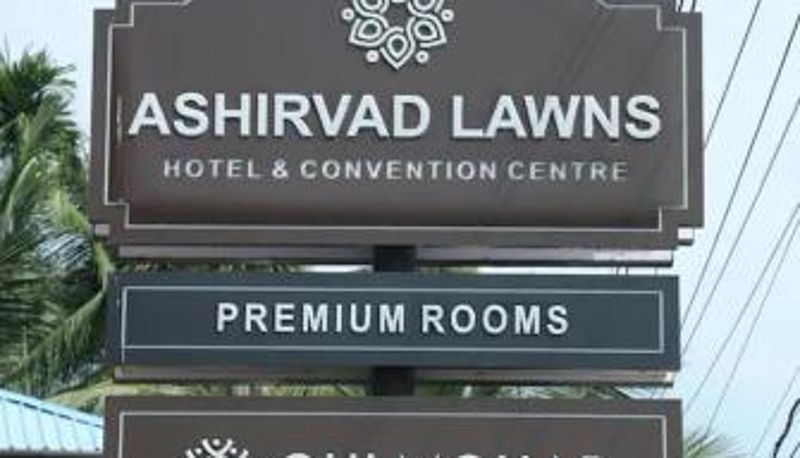 ASHIRVAD LAWNS
HOTEL & CONVENTION CENTRE
PREMIUM ROOMS